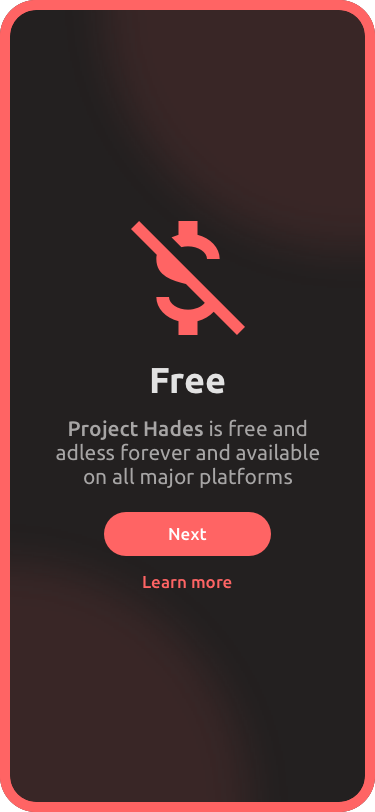 Free
Project Hades is free and
adless forever and available
on all major platforms
Next
Learn more